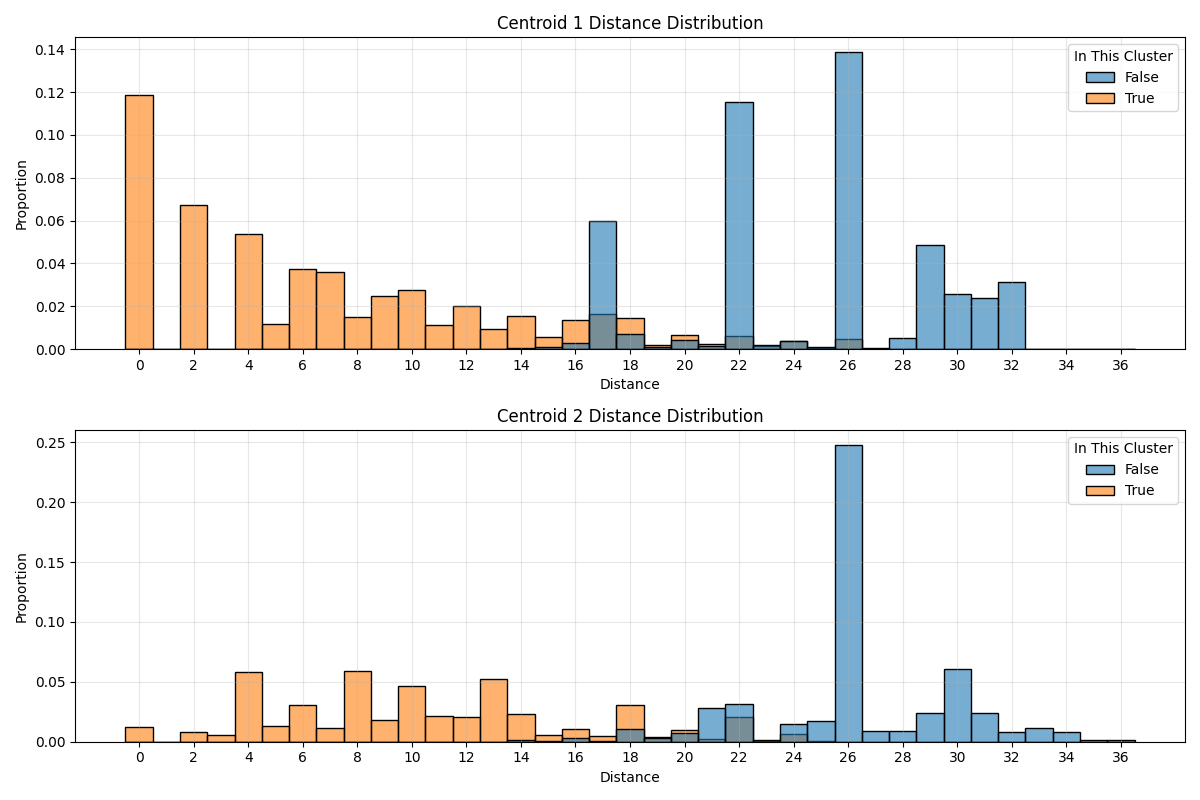 Centroid 1 Distance Distribution
0.14
0.12
0.10
0.08
0.06
0.04
0.02
0.00
Proportion
In This Cluster
False
True
0 2 4 6 8 10 12 14 16 18 20 22 24 26 28 30 32 34 36
Distance
Centroid 2 Distance Distribution
0.25
0.20
0.15
0.10
0.05
0.00
Proportion
In This Cluster
False
True
0 2 4 6 8 10 12 14 16 18 20 22 24 26 28 30 32 34 36
Distance